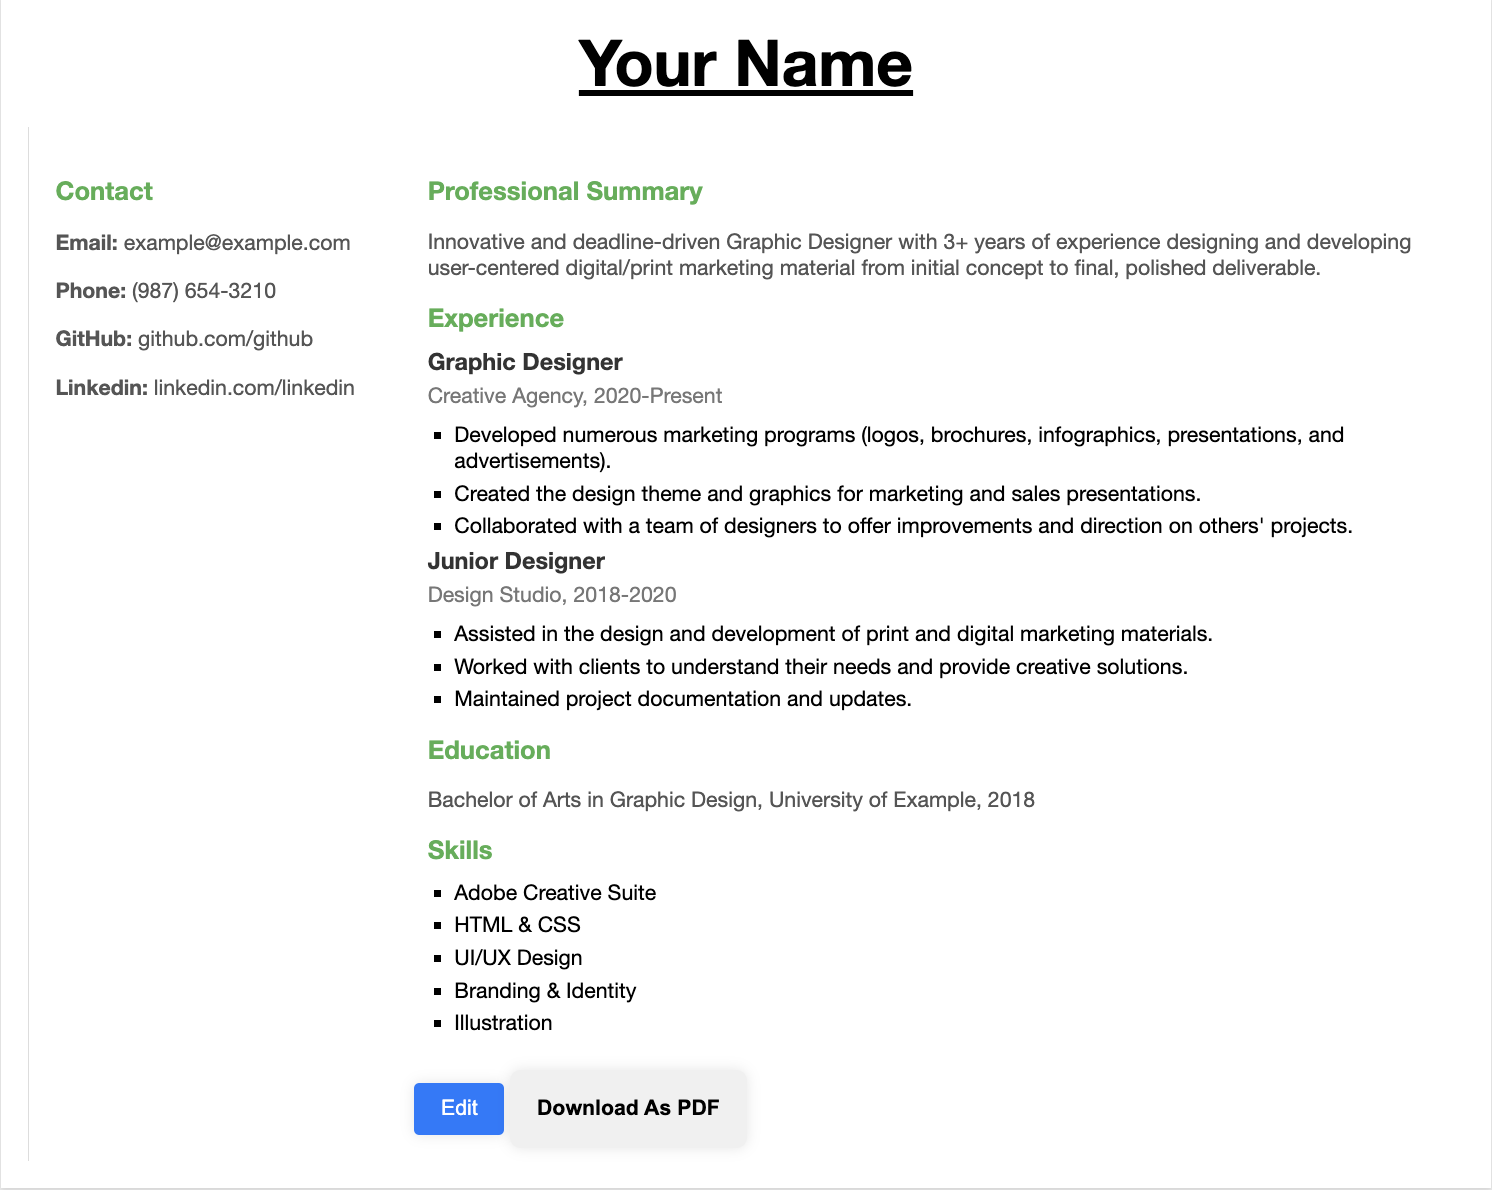 Your Name
Contact
Email: example@example.com
Phone: (987) 654-3210
GitHub: github.com/github
Linkedin: linkedin.com/linkedin
Professional Summary
Innovative and deadline-driven Graphic Designer with 3+ years of experience designing and developing
user-centered digital/print marketing material from initial concept to final, polished deliverable.
Experience
Graphic Designer
Creative Agency, 2020-Present
▪ Developed numerous marketing programs (logos, brochures, infographics, presentations, and
advertisements).
▪ Created the design theme and graphics for marketing and sales presentations.
▪ Collaborated with a team of designers to offer improvements and direction on others' projects.
Junior Designer
Design Studio, 2018-2020
▪ Assisted in the design and development of print and digital marketing materials.
▪ Worked with clients to understand their needs and provide creative solutions.
▪ Maintained project documentation and updates.
Education
Bachelor of Arts in Graphic Design, University of Example, 2018
Skills
▪ Adobe Creative Suite
▪ HTML & CSS
▪ UI/UX Design
▪ Branding & Identity
▪ Illustration
Edit
Download As PDF